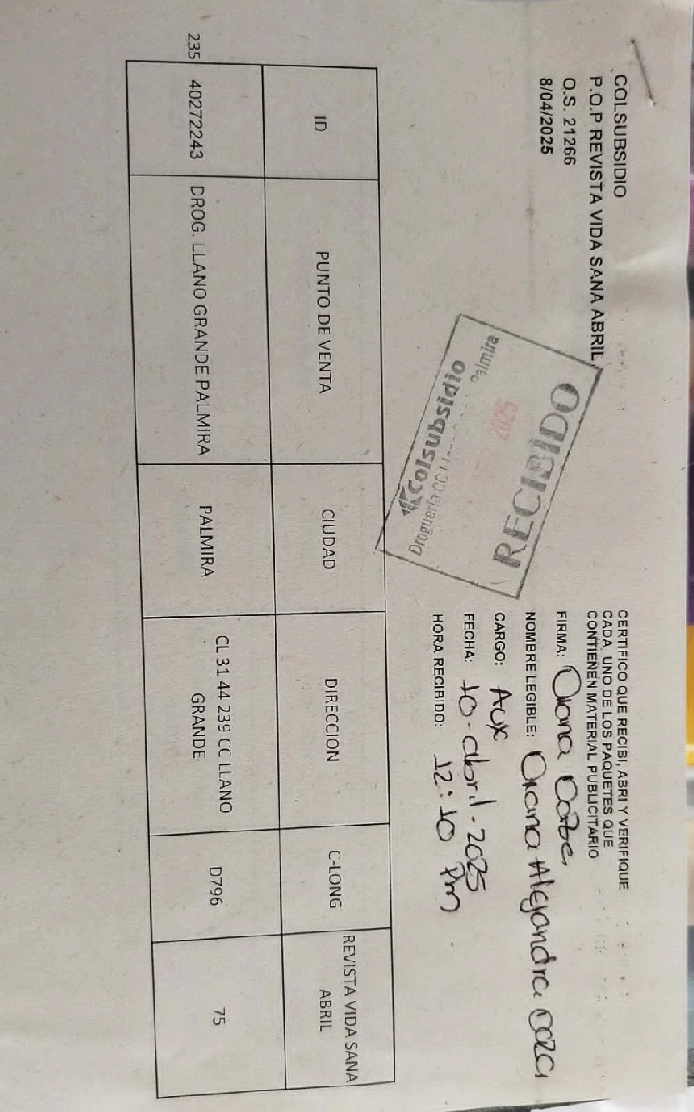 COLSUBSIDIO
P.O.P REVISTA VIDA SANA ABRIL
O.S. 21266
8/04/2025
CERTIFICO QUE RECIBI, ABRI Y VERIFIQUE
CADA UNO DE LOS PAQUETES QUE
CONTIENEN MATERIAL PUBLICITARIO
FIRMA:
NOMBRE LEGIBLE: Alejandra
CARGO: Aux
FECHA: 10-abril-2025
HORA RECIBIDO: 12:10 Pm
RECIBIDO
2025
Colsubsidio
Palmira
ID PUNTO DE VENTA CIUDAD DIRECCION C-LONG REVISTA VIDA SANA
ABRIL
235 40272243 DROG. LLANO GRANDE PALMIRA PALMIRA CL 31 44 239 CC LLANO
GRANDE D796 75